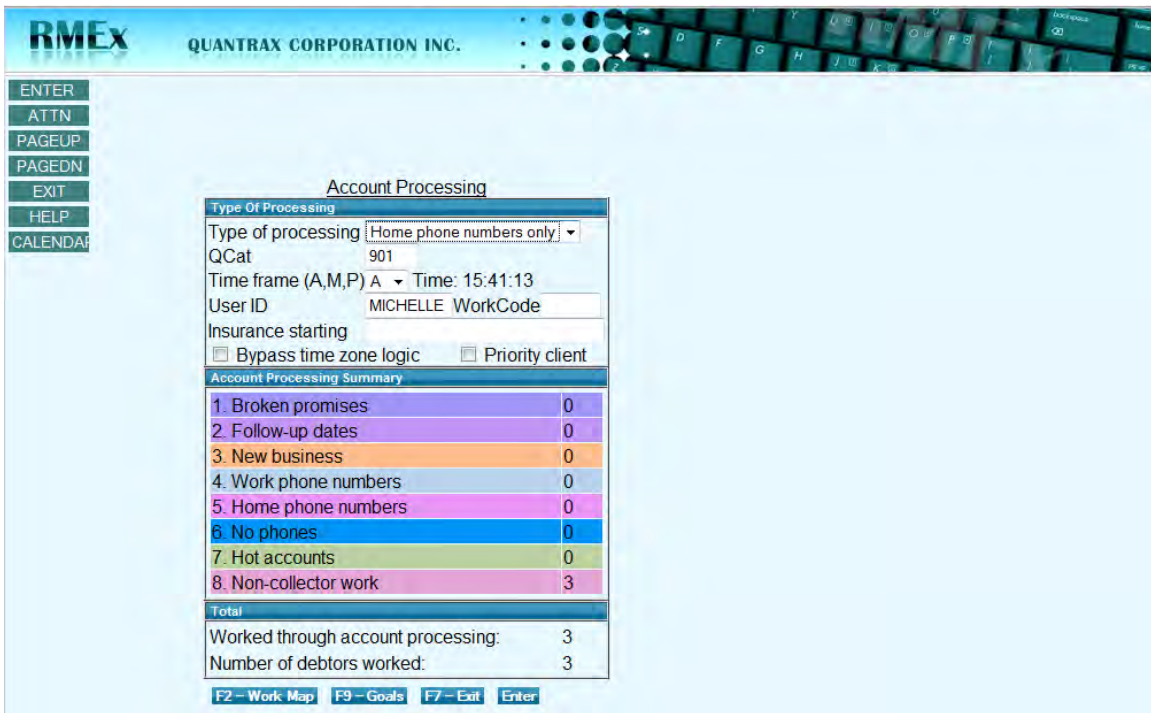 RMEx
QUANTRAX CORPORATION INC.
ENTER
ATTN
PAGEUP
PAGEDN
EXIT
HELP
CALENDAR
Account Processing
Type Of Processing
Type of processing Home phone numbers only
QCat 901
Time frame (A,M,P) A Time: 15:41:13
User ID MICHELLE WorkCode
Insurance starting
Bypass time zone logic Priority client
Account Processing Summary
1. Broken promises 0
2. Follow-up dates 0
3. New business 0
4. Work phone numbers 0
5. Home phone numbers 0
6. No phones 0
7. Hot accounts 0
8. Non-collector work 3
Total
Worked through account processing: 3
Number of debtors worked: 3
F2 – Work Map F9 – Goals F7 – Exit Enter